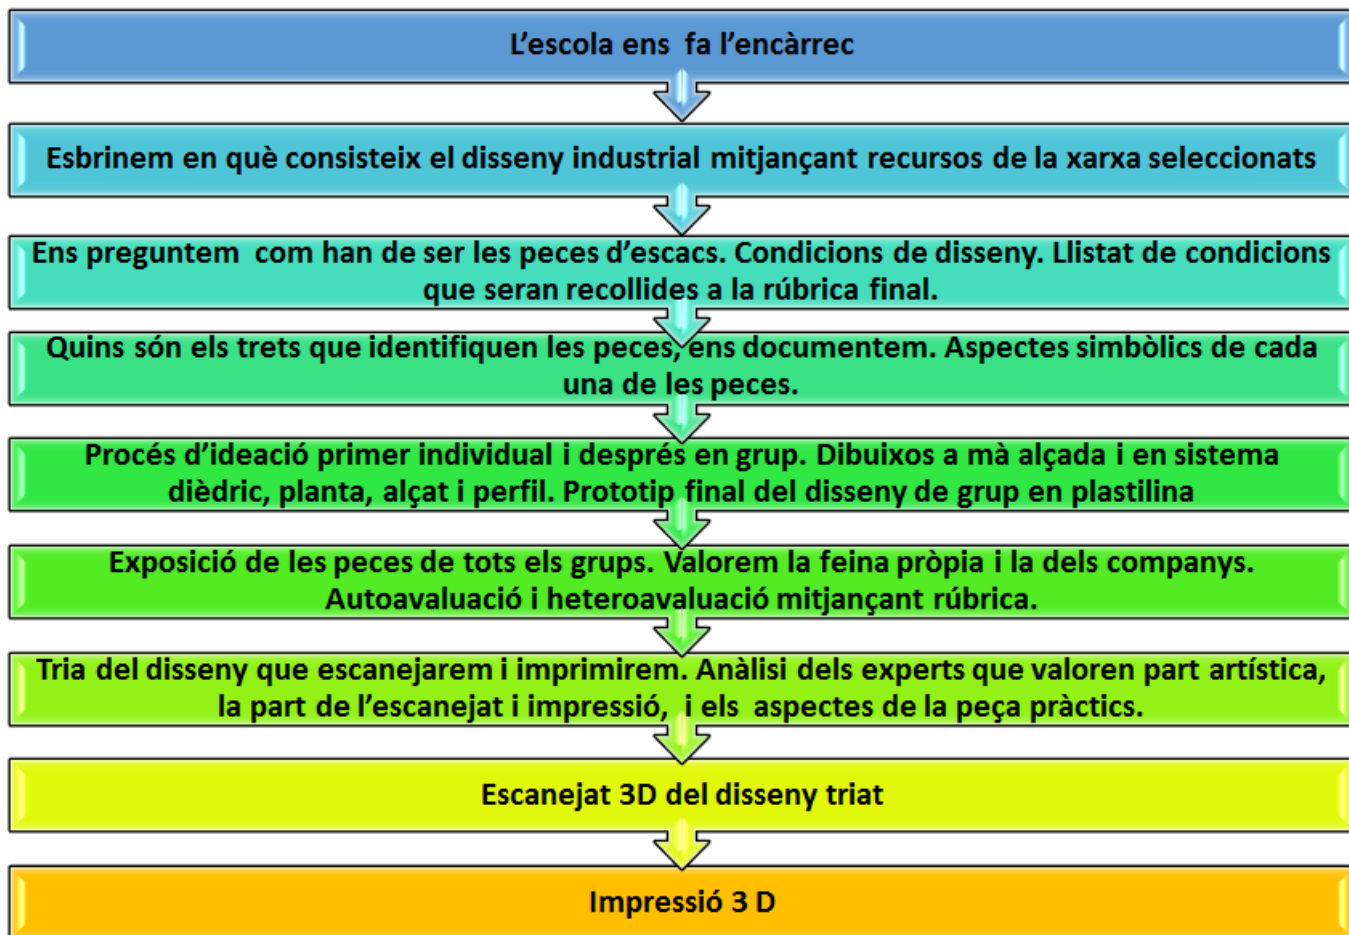 L’escola ens  fa l’encàrrec
Esbrinem en què consisteix el disseny industrial mitjançant recursos de la xarxa seleccionats
Ens preguntem  com han de ser les peces d’escacs. Condicions de disseny. Llistat de condicions
que seran recollides a la rúbrica final.
Quins són els trets que identifiquen les peces, ens documentem. Aspectes simbòlics de cada
una de les peces.
Procés d’ideació primer individual i després en grup. Dibuixos a mà alçada i en sistema
dièdric, planta, alçat i perfil. Prototip final del disseny de grup en plastilina
Exposició de les peces de tots els grups. Valorem la feina pròpia i la dels companys.
Autoavaluació i heteroavaluació mitjançant rúbrica.
Tria del disseny que escanejarem i imprimirem. Anàlisi dels experts que valoren part artística,
la part de l’escanejat i impressió,  i els  aspectes de la peça pràctics.
Escanejat 3D del disseny triat
Impressió 3 D